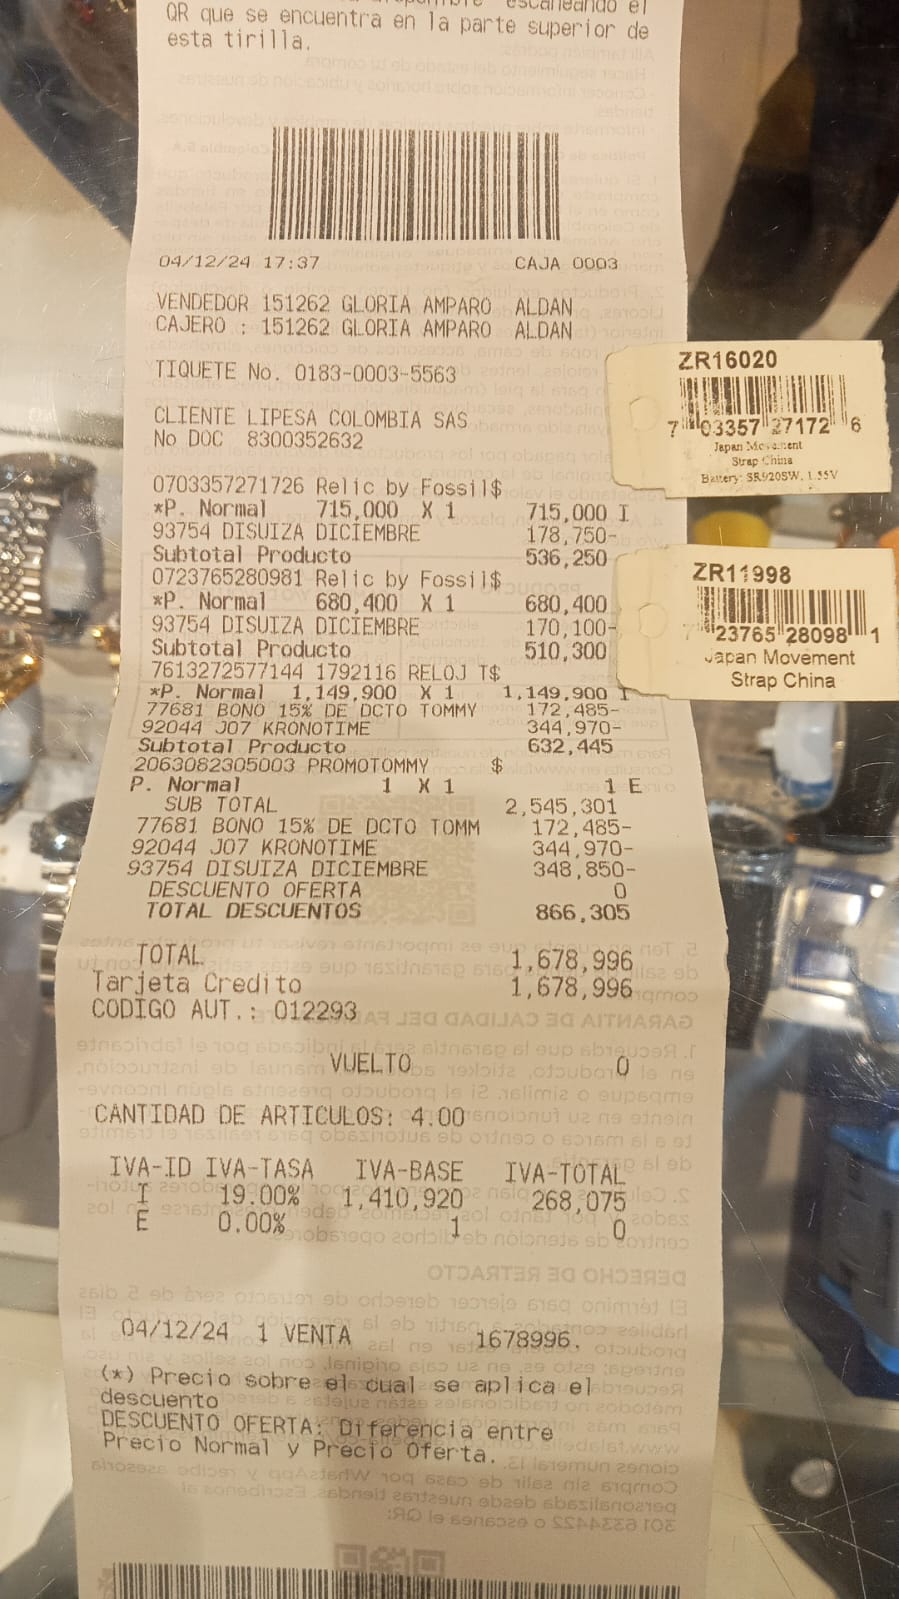 escaneando el
QR que se encuentra en la parte superior de
esta tirilla.
04/12/24 17:37 CAJA 0003
VENDEDOR 151262 GLORIA AMPARO ALDAN
CAJERO : 151262 GLORIA AMPARO ALDAN
TIQUETE No. 0183-0003-5563
CLIENTE LIPESA COLOMBIA SAS
No DOC 8300352632
0703357271726 Relic by Fossil$
*P. Normal 715,000 X 1 715,000 I
93754 DISUIZA DICIEMBRE 178,750-
Subtotal Producto 536,250
0723765280981 Relic by Fossil$
*P. Normal 680,400 X 1 680,400
93754 DISUIZA DICIEMBRE 170,100-
Subtotal Producto 510,300
7613272577144 1792116 RELOJ T$
*P. Normal 1,149,900 X 1 1,149,900 I
77681 BONO 15% DE DCTO TOMMY 172,485-
92044 J07 KRONOTIME 344,970-
Subtotal Producto 632,445
2063082305003 PROMOTOMMY $
P. Normal 1 X 1 1 E
SUB TOTAL 2,545,301
77681 BONO 15% DE DCTO TOMM 172,485-
92044 J07 KRONOTIME 344,970-
93754 DISUIZA DICIEMBRE 348,850-
DESCUENTO OFERTA 0
TOTAL DESCUENTOS 866,305
TOTAL 1,678,996
Tarjeta Credito 1,678,996
CODIGO AUT.: 012293
VUELTO 0
CANTIDAD DE ARTICULOS: 4.00
IVA-ID IVA-TASA IVA-BASE IVA-TOTAL
I 19.00% 1,410,920 268,075
E 0.00% 1 0
04/12/24 1 VENTA 1678996.
(*) Precio sobre el cual se aplica el
descuento
DESCUENTO OFERTA: Diferencia entre
Precio Normal y Precio Oferta.
ZR16020
7 03357 27172 6
Japan Movement
Strap China
Battery: SR920SW, 1.55V
ZR11998
7 23765 28098 1
Japan Movement
Strap China